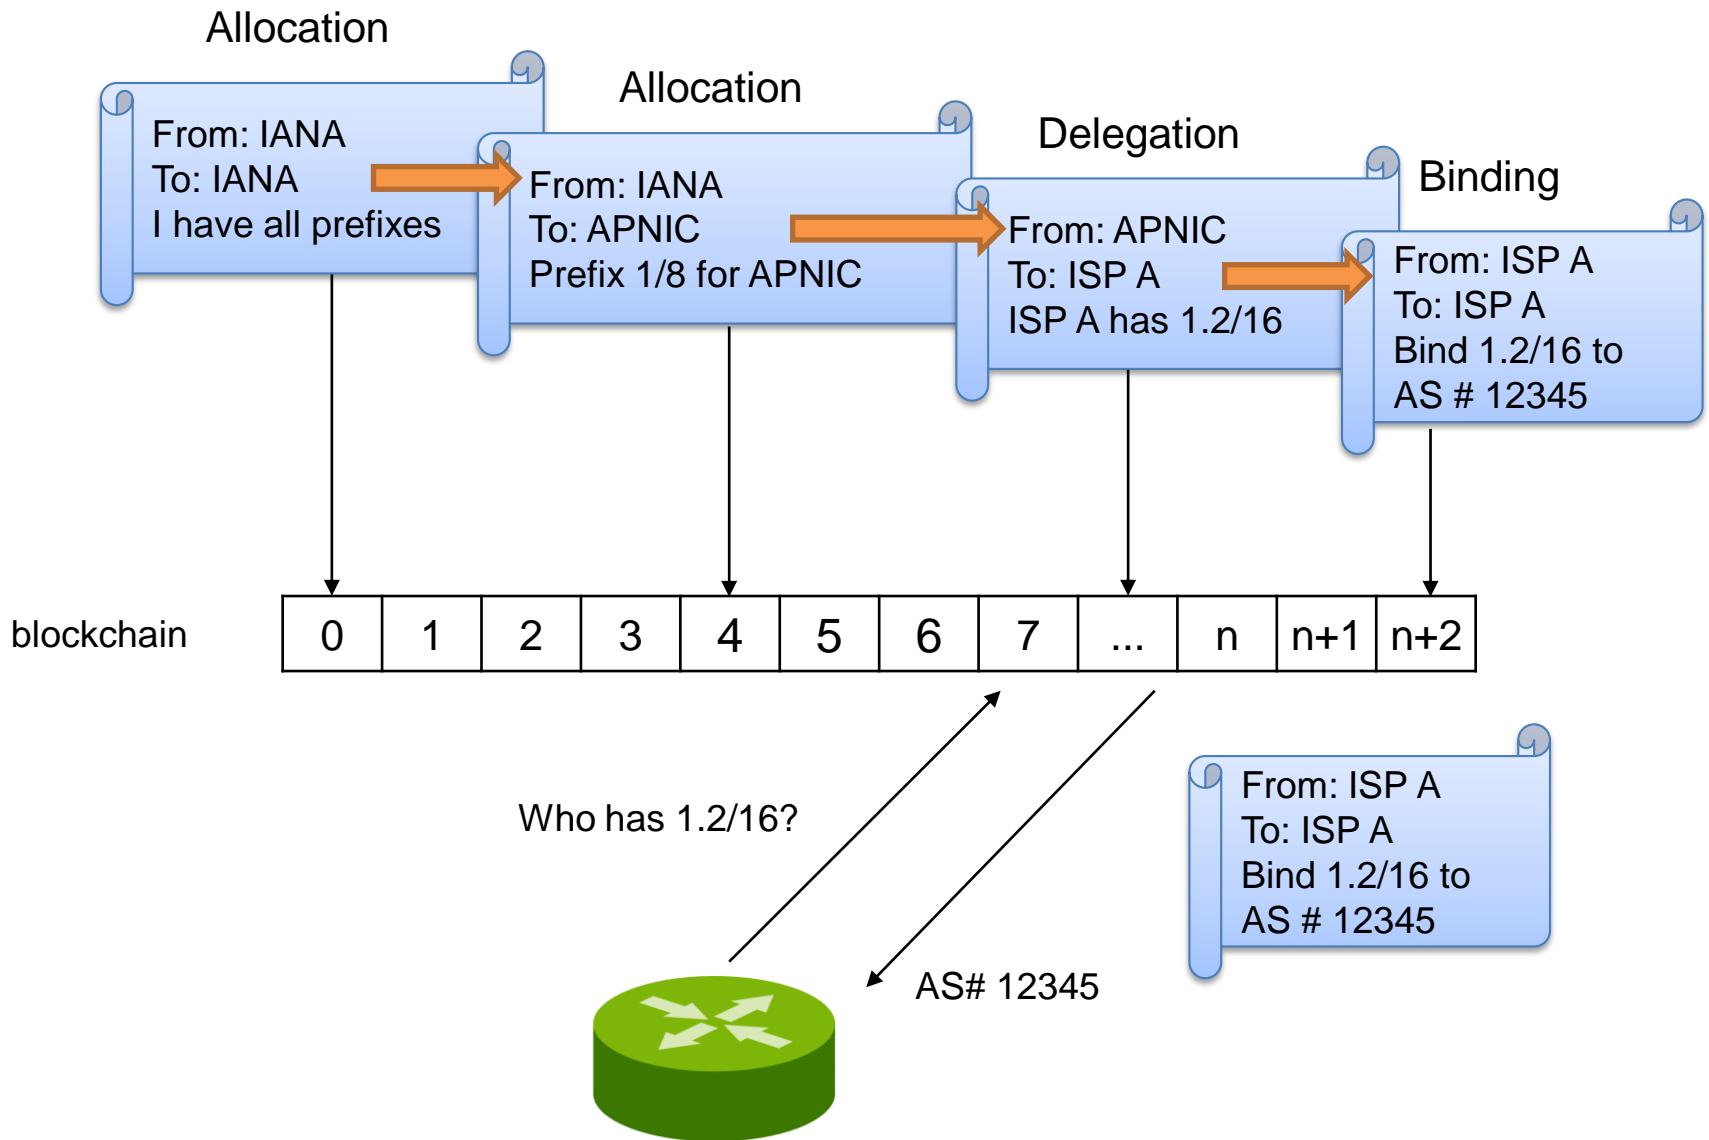 Allocation
From: IANA
To: IANA
I have all prefixes
Allocation
From: IANA
To: APNIC
Prefix 1/8 for APNIC
Delegation
From: APNIC
To: ISP A
ISP A has 1.2/16
Binding
From: ISP A
To: ISP A
Bind 1.2/16 to
AS # 12345
blockchain
0 1 2 3 4 5 6 7 ... n n+1 n+2
Who has 1.2/16?
AS# 12345
From: ISP A
To: ISP A
Bind 1.2/16 to
AS # 12345